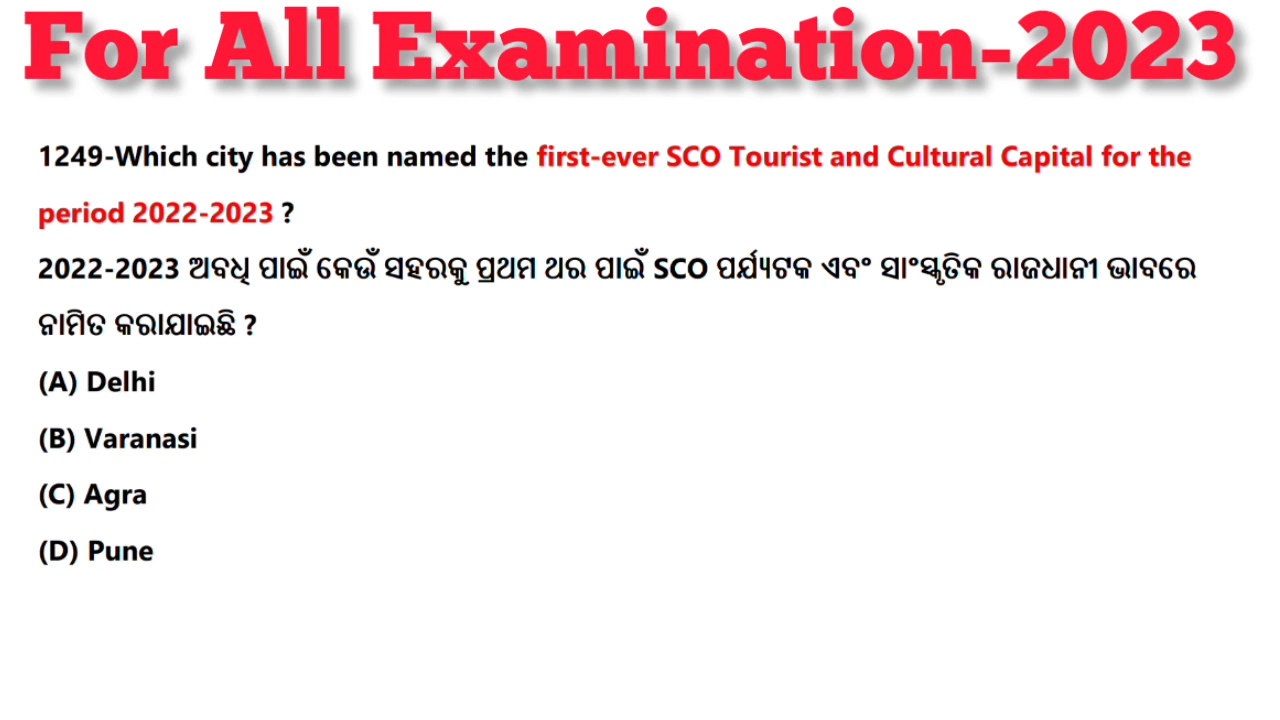 For All Examination-2023
1249-Which city has been named the first-ever SCO Tourist and Cultural Capital for the
period 2022-2023 ?
2022-2023 ଅବଧି ପାଇଁ କେଉଁ ସହରକୁ ପ୍ରଥମ ଥର ପାଇଁ SCO ପର୍ଯ୍ୟଟକ ଏବଂ ସାଂସ୍କୃତିକ ରାଜଧାନୀ ଭାବରେ
ନାମିତ କରାଯାଇଛି ?
(A) Delhi
(B) Varanasi
(C) Agra
(D) Pune